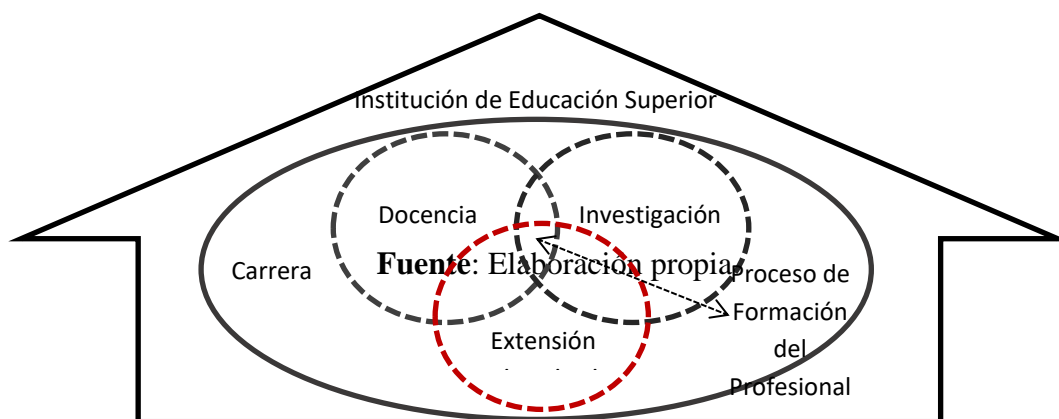 Institución de Educación Superior
Docencia
Investigación
Carrera
Fuente: Elaboración propia
Proceso de
Formación
del
Profesional
Extensión